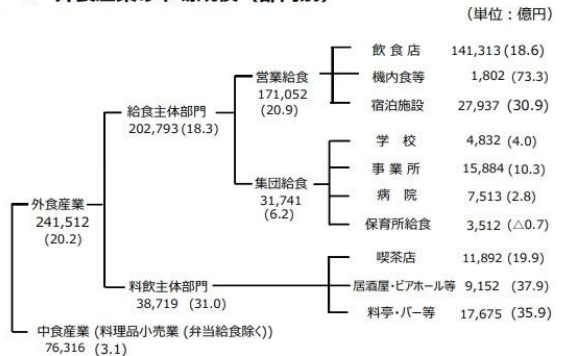 (単位：億円)
飲食店 141,313 (18.6)
営業給食 機内食等 1,802 (73.3)
171,052
(20.9) 宿泊施設 27,937 (30.9)
給食主体部門
202,793 (18.3)
学校 4,832 (4.0)
事業所 15,884 (10.3)
集団給食
31,741 病院 7,513 (2.8)
(6.2)
保育所給食 3,512 (△0.7)
外食産業
241,512
(20.2)
喫茶店 11,892 (19.9)
料飲主体部門 居酒屋・ビアホール等 9,152 (37.9)
38,719 (31.0)
料亭・バー等 17,675 (35.9)
中食産業 (料理品小売業 (弁当給食除く))
76,316 (3.1)